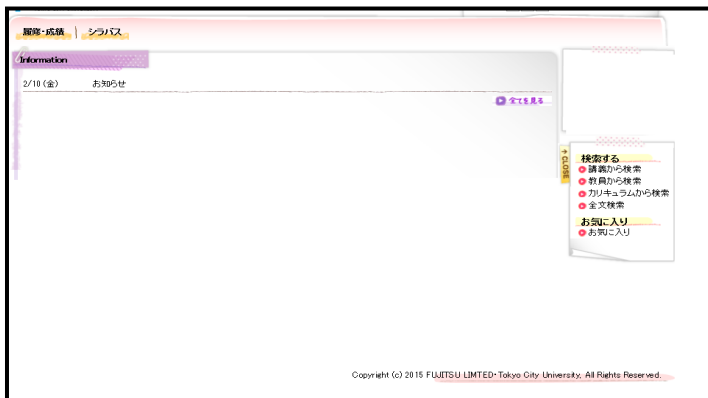 履修・成績 シラバス
Information
2/10 (金) お知らせ
全てを見る
↑ CLOSE
検索する
講義から検索
教員から検索
カリキュラムから検索
全文検索
お気に入り
お気に入り
Copyright (c) 2015 FUJITSU LIMTED・Tokyo City University, All Rights Reserved.